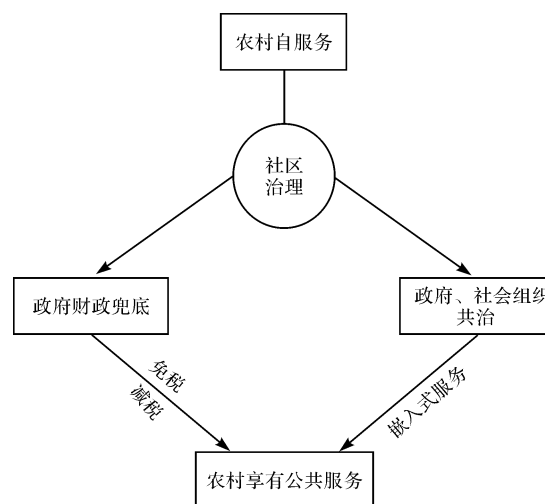 农村自服务
社区
治理
政府财政兜底
政府、社会组织
共治
免税
减税
嵌入式服务
农村享有公共服务